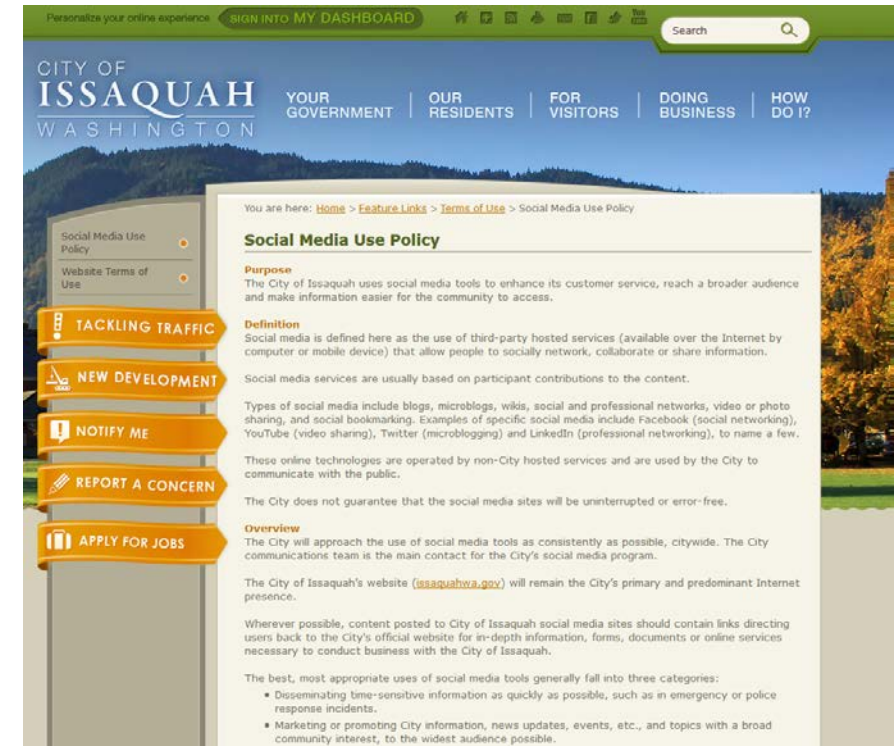 Personalize your online experience SIGN INTO MY DASHBOARD
You
Tube
Search
CITY OF
ISSAQUAH
WASHINGTON
YOUR
GOVERNMENT
OUR
RESIDENTS
FOR
VISITORS
DOING
BUSINESS
HOW
DO I?
You are here: Home > Feature Links > Terms of Use > Social Media Use Policy
Social Media Use
Policy
Website Terms of
Use
TACKLING TRAFFIC
NEW DEVELOPMENT
NOTIFY ME
REPORT A CONCERN
APPLY FOR JOBS
Social Media Use Policy
Purpose
The City of Issaquah uses social media tools to enhance its customer service, reach a broader audience
and make information easier for the community to access.
Definition
Social media is defined here as the use of third-party hosted services (available over the Internet by
computer or mobile device) that allow people to socially network, collaborate or share information.
Social media services are usually based on participant contributions to the content.
Types of social media include blogs, microblogs, wikis, social and professional networks, video or photo
sharing, and social bookmarking. Examples of specific social media include Facebook (social networking),
YouTube (video sharing), Twitter (microblogging) and LinkedIn (professional networking), to name a few.
These online technologies are operated by non-City hosted services and are used by the City to
communicate with the public.
The City does not guarantee that the social media sites will be uninterrupted or error-free.
Overview
The City will approach the use of social media tools as consistently as possible, citywide. The City
communications team is the main contact for the City's social media program.
The City of Issaquah's website (issaquahwa.gov) will remain the City's primary and predominant Internet
presence.
Wherever possible, content posted to City of Issaquah social media sites should contain links directing
users back to the City's official website for in-depth information, forms, documents or online services
necessary to conduct business with the City of Issaquah.
The best, most appropriate uses of social media tools generally fall into three categories:
• Disseminating time-sensitive information as quickly as possible, such as in emergency or police
response incidents.
• Marketing or promoting City information, news updates, events, etc., and topics with a broad
community interest, to the widest audience possible.